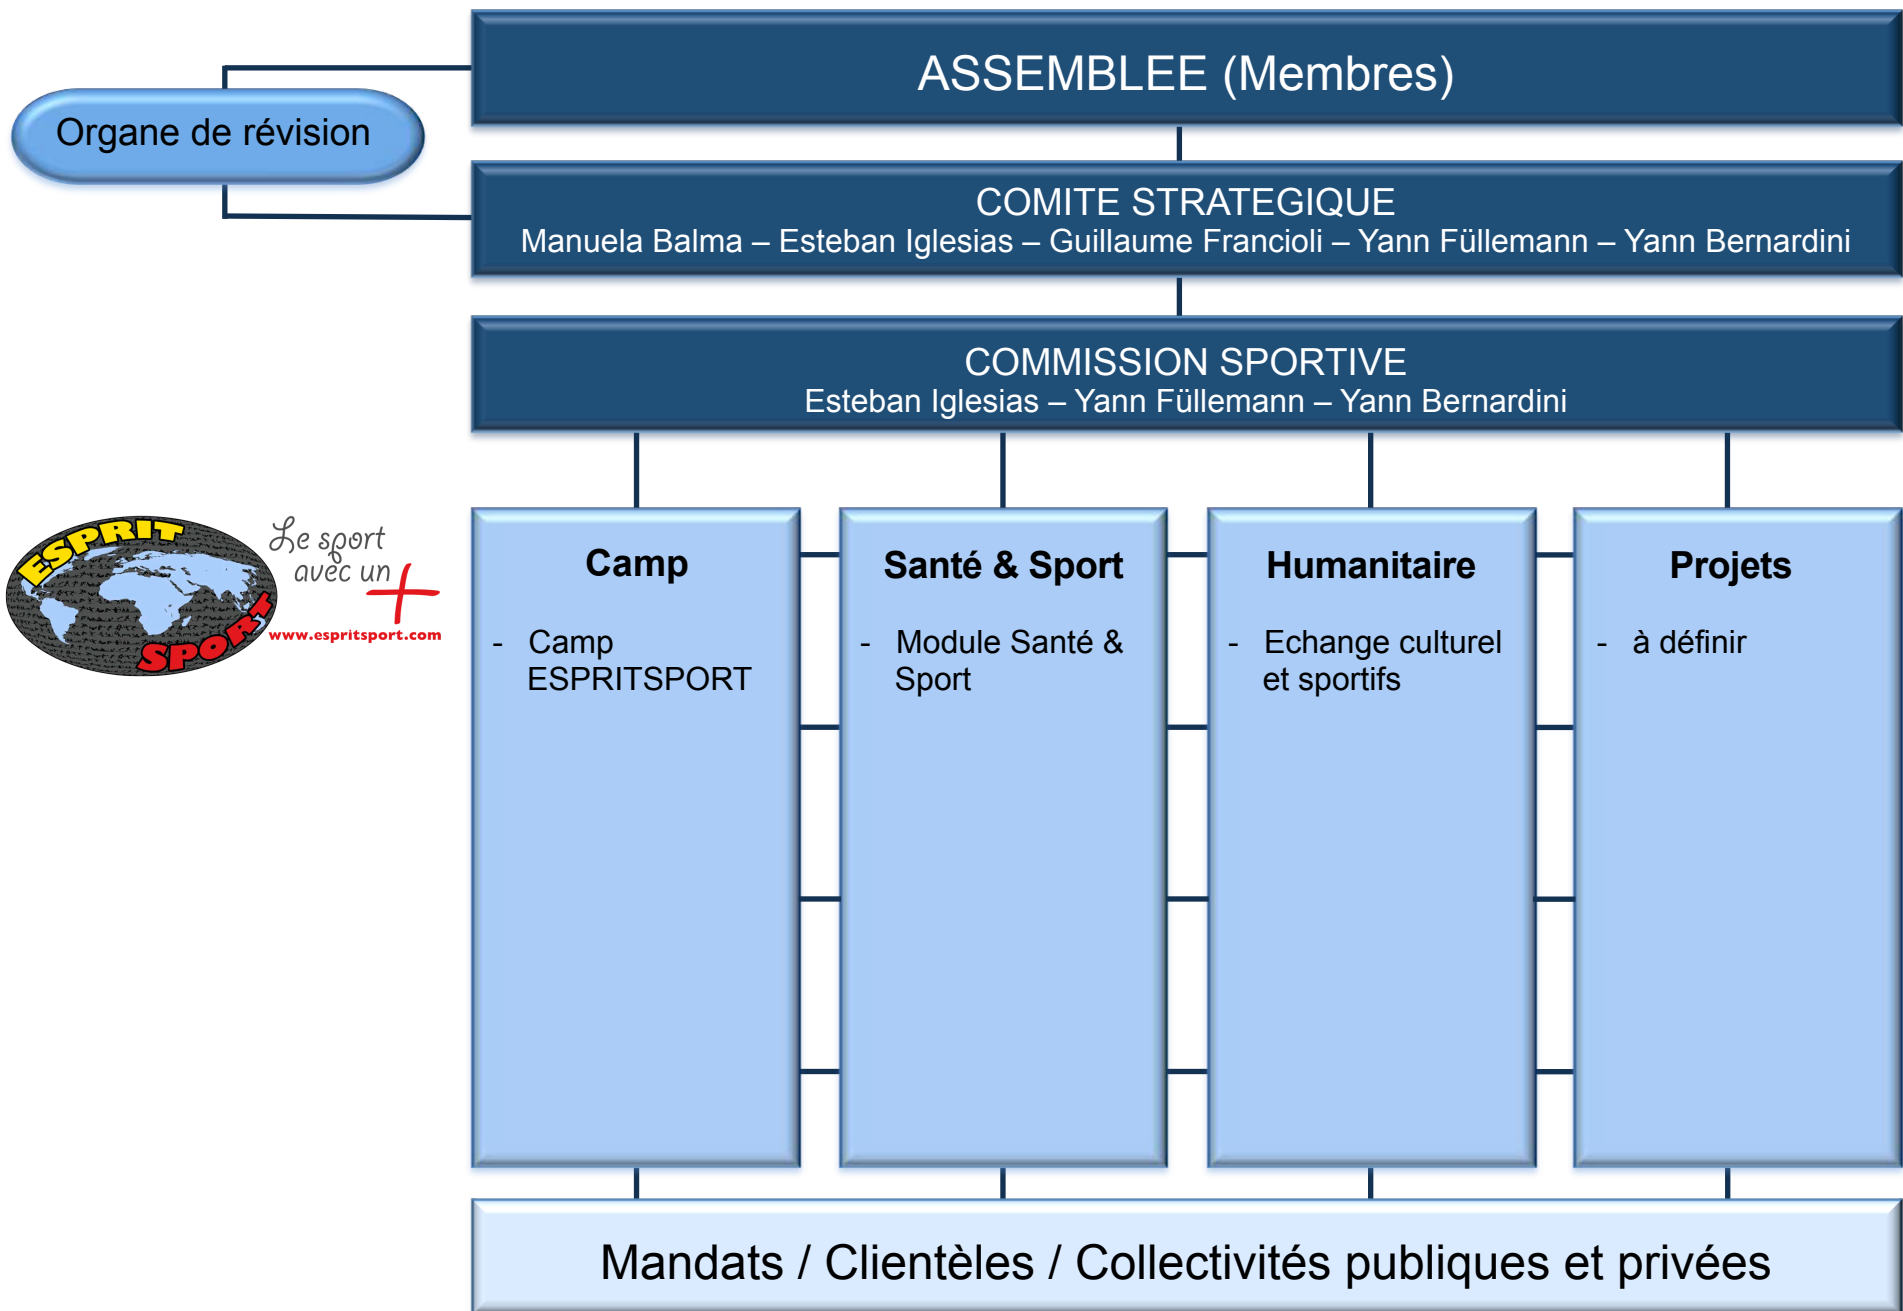 ASSEMBLEE (Membres)
Organe de révision
COMITE STRATEGIQUE
Manuela Balma – Esteban Iglesias – Guillaume Francioli – Yann Füllemann – Yann Bernardini
COMMISSION SPORTIVE
Esteban Iglesias – Yann Füllemann – Yann Bernardini
ESPRIT
SPORT
Le sport
avec un
www.espritsport.com
Camp
- Camp
ESPRITSPORT
Santé & Sport
- Module Santé &
Sport
Humanitaire
- Echange culturel
et sportifs
Projets
- à définir
Mandats / Clientèles / Collectivités publiques et privées